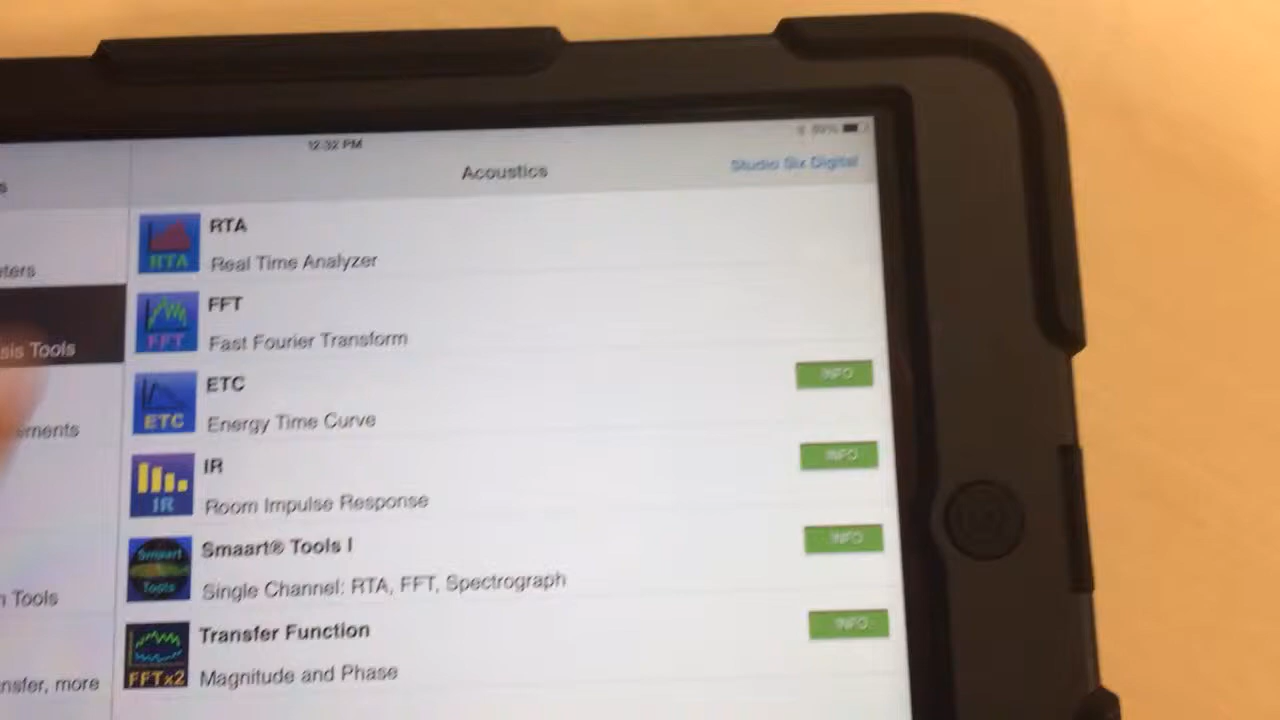 12:32 PM
Acoustics
Studio Six Digital
RTA
RTA
Real Time Analyzer
FFT
FFT
Fast Fourier Transform
sis Tools
ETC
ETC
Energy Time Curve
INFO
IR
IR
Room Impulse Response
INFO
Smaart Tools
Smaart® Tools I
Single Channel: RTA, FFT, Spectrograph
INFO
Tools
FFTx2
Transfer Function
Magnitude and Phase
INFO
nsfer, more